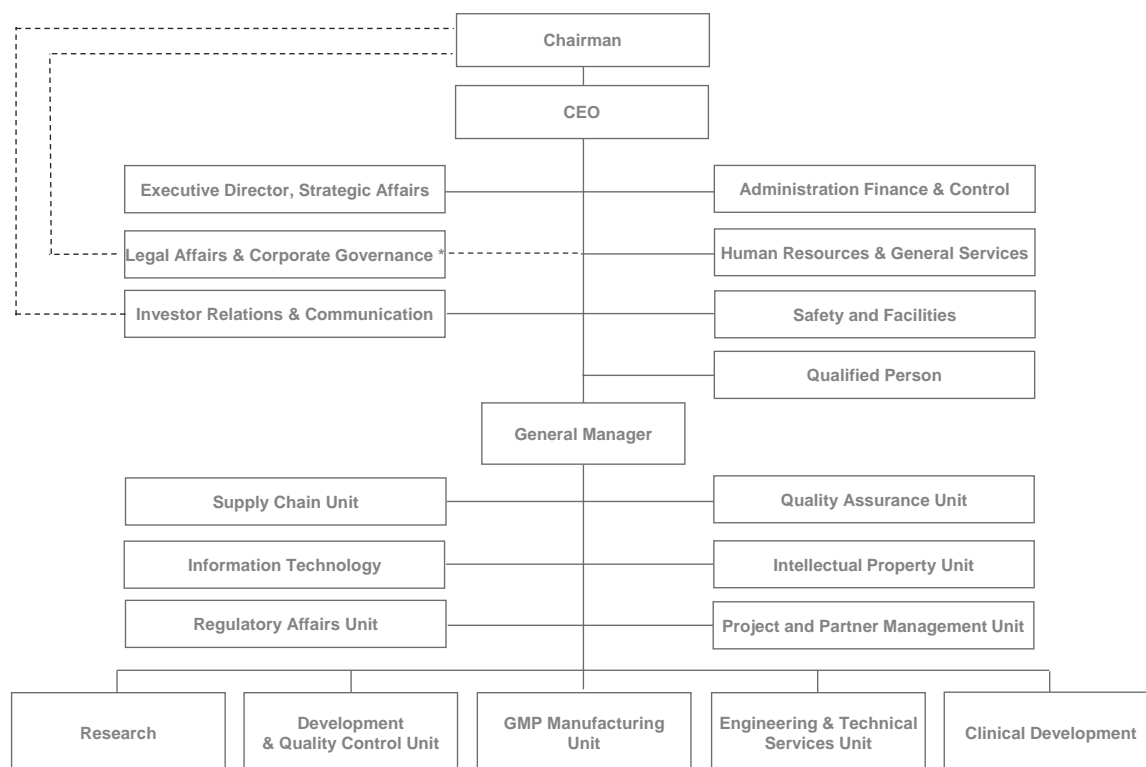 Chairman
CEO
Executive Director, Strategic Affairs
Administration Finance & Control
Legal Affairs & Corporate Governance *
Human Resources & General Services
Investor Relations & Communication
Safety and Facilities
Qualified Person
General Manager
Supply Chain Unit
Quality Assurance Unit
Information Technology
Intellectual Property Unit
Regulatory Affairs Unit
Project and Partner Management Unit
Research
Development
& Quality Control Unit
GMP Manufacturing
Unit
Engineering & Technical
Services Unit
Clinical Development